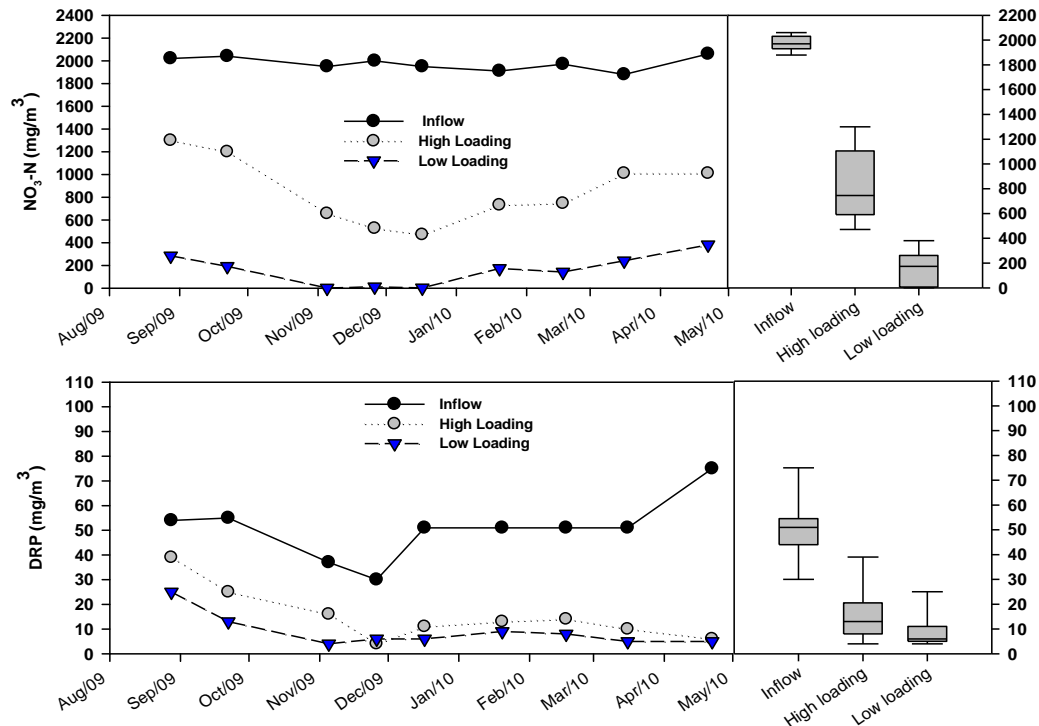 2400
2200
2000
1800
1600
1400
1200
1000
800
600
400
200
0
NO3-N (mg/m3)
Inflow
High Loading
Low Loading
Aug/09
Sep/09
Oct/09
Nov/09
Dec/09
Jan/10
Feb/10
Mar/10
Apr/10
May/10
2200
2000
1800
1600
1400
1200
1000
800
600
400
200
0
Inflow
High loading
Low loading
110
100
90
80
70
60
50
40
30
20
10
0
DRP (mg/m3)
Inflow
High Loading
Low Loading
Aug/09
Sep/09
Oct/09
Nov/09
Dec/09
Jan/10
Feb/10
Mar/10
Apr/10
May/10
110
100
90
80
70
60
50
40
30
20
10
0
Inflow
High loading
Low loading